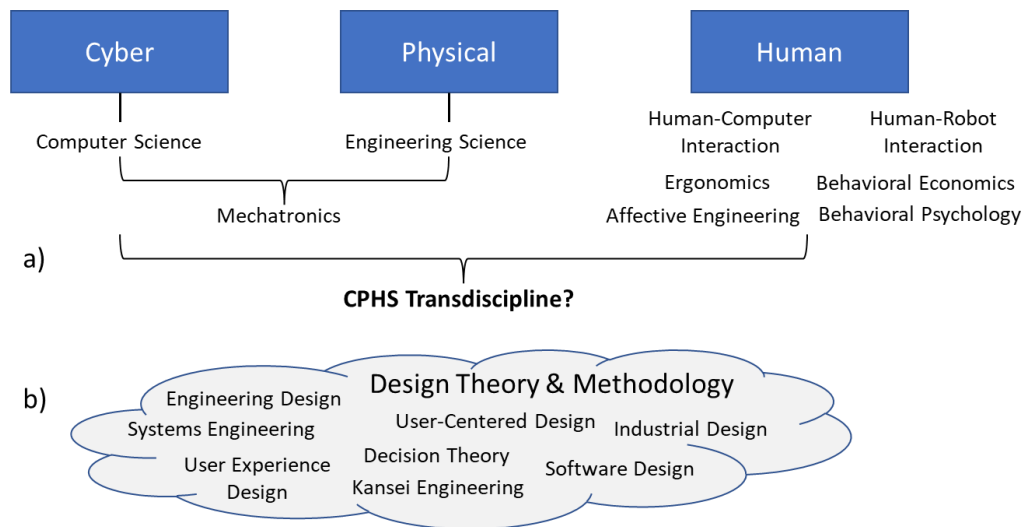 Cyber
Physical
Human
Computer Science
Engineering Science
Human-Computer
Interaction
Human-Robot
Interaction
Ergonomics
Behavioral Economics
Affective Engineering
Behavioral Psychology
Mechatronics
a)
CPHS Transdiscipline?
b)
Design Theory & Methodology
Engineering Design
User-Centered Design
Systems Engineering
Industrial Design
User Experience
Design
Decision Theory
Software Design
Kansei Engineering